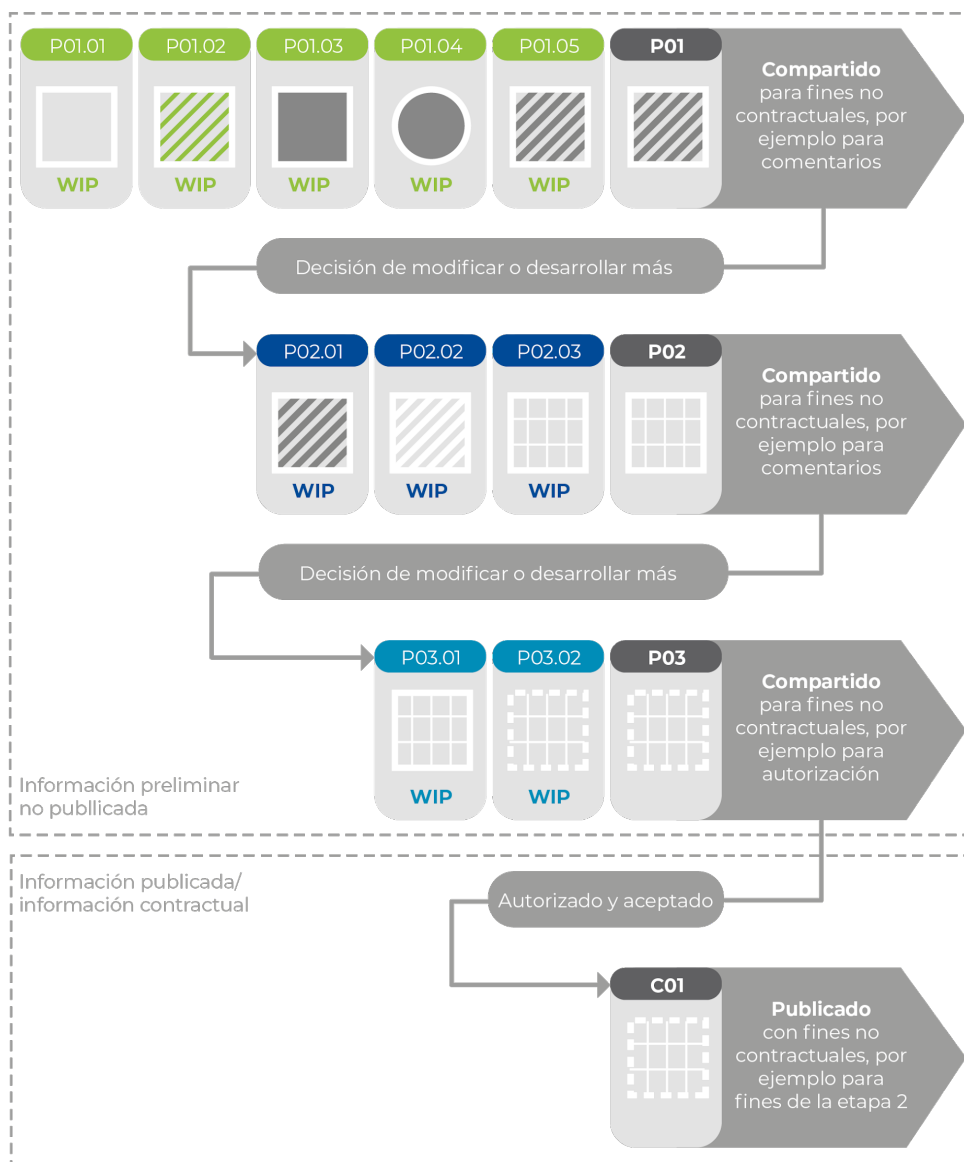 P01.01
P01.02
P01.03
P01.04
P01.05
P01
WIP
WIP
WIP
WIP
WIP
Compartido
para fines no
contractuales, por
ejemplo para
comentarios
Decisión de modificar o desarrollar más
P02.01
P02.02
P02.03
P02
WIP
WIP
WIP
Compartido
para fines no
contractuales, por
ejemplo para
comentarios
Decisión de modificar o desarrollar más
P03.01
P03.02
P03
WIP
WIP
Compartido
para fines no
contractuales, por
ejemplo para
autorización
Información preliminar
no publlicada
Información publicada/
información contractual
Autorizado y aceptado
C01
Publicado
con fines no
contractuales, por
ejemplo para
fines de la etapa 2